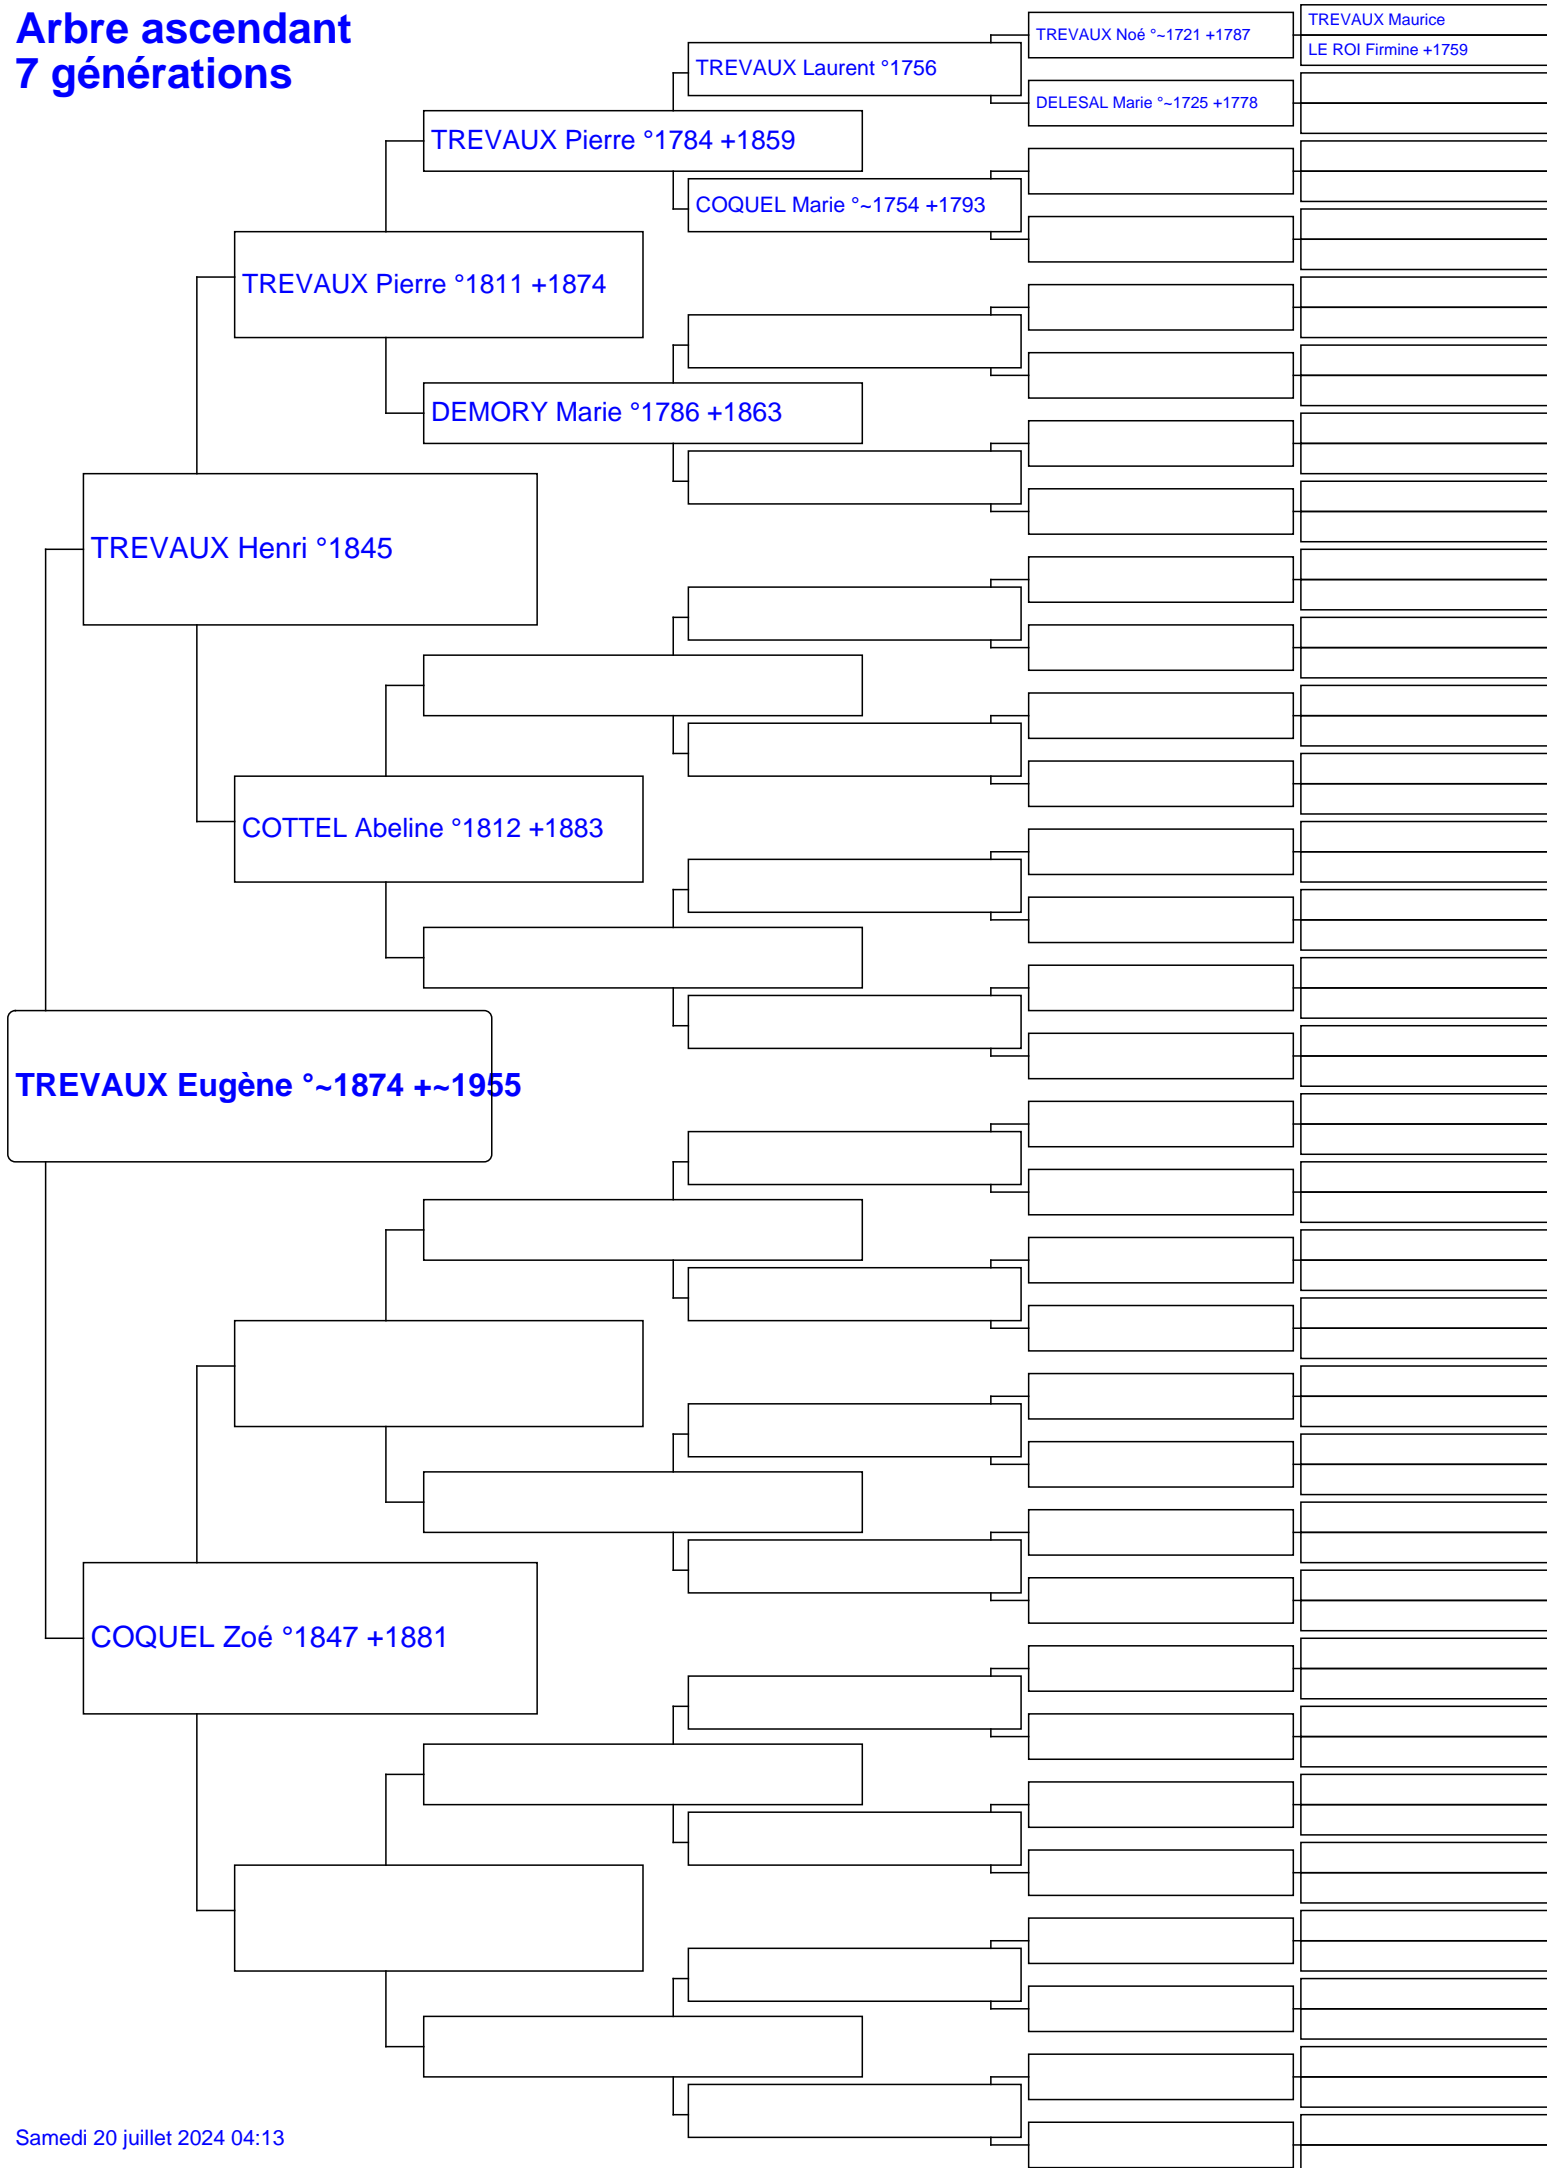 Arbre ascendant
7 générations
TREVAUX Maurice
LE ROI Firmine +1759
TREVAUX Noé °~1721 +1787
TREVAUX Laurent °1756
DELESAL Marie °~1725 +1778
TREVAUX Pierre °1784 +1859
COQUEL Marie °~1754 +1793
TREVAUX Pierre °1811 +1874
DEMORY Marie °1786 +1863
TREVAUX Henri °1845
COTTEL Abeline °1812 +1883
TREVAUX Eugène °~1874 +~1955
COQUEL Zoé °1847 +1881
Samedi 20 juillet 2024 04:13